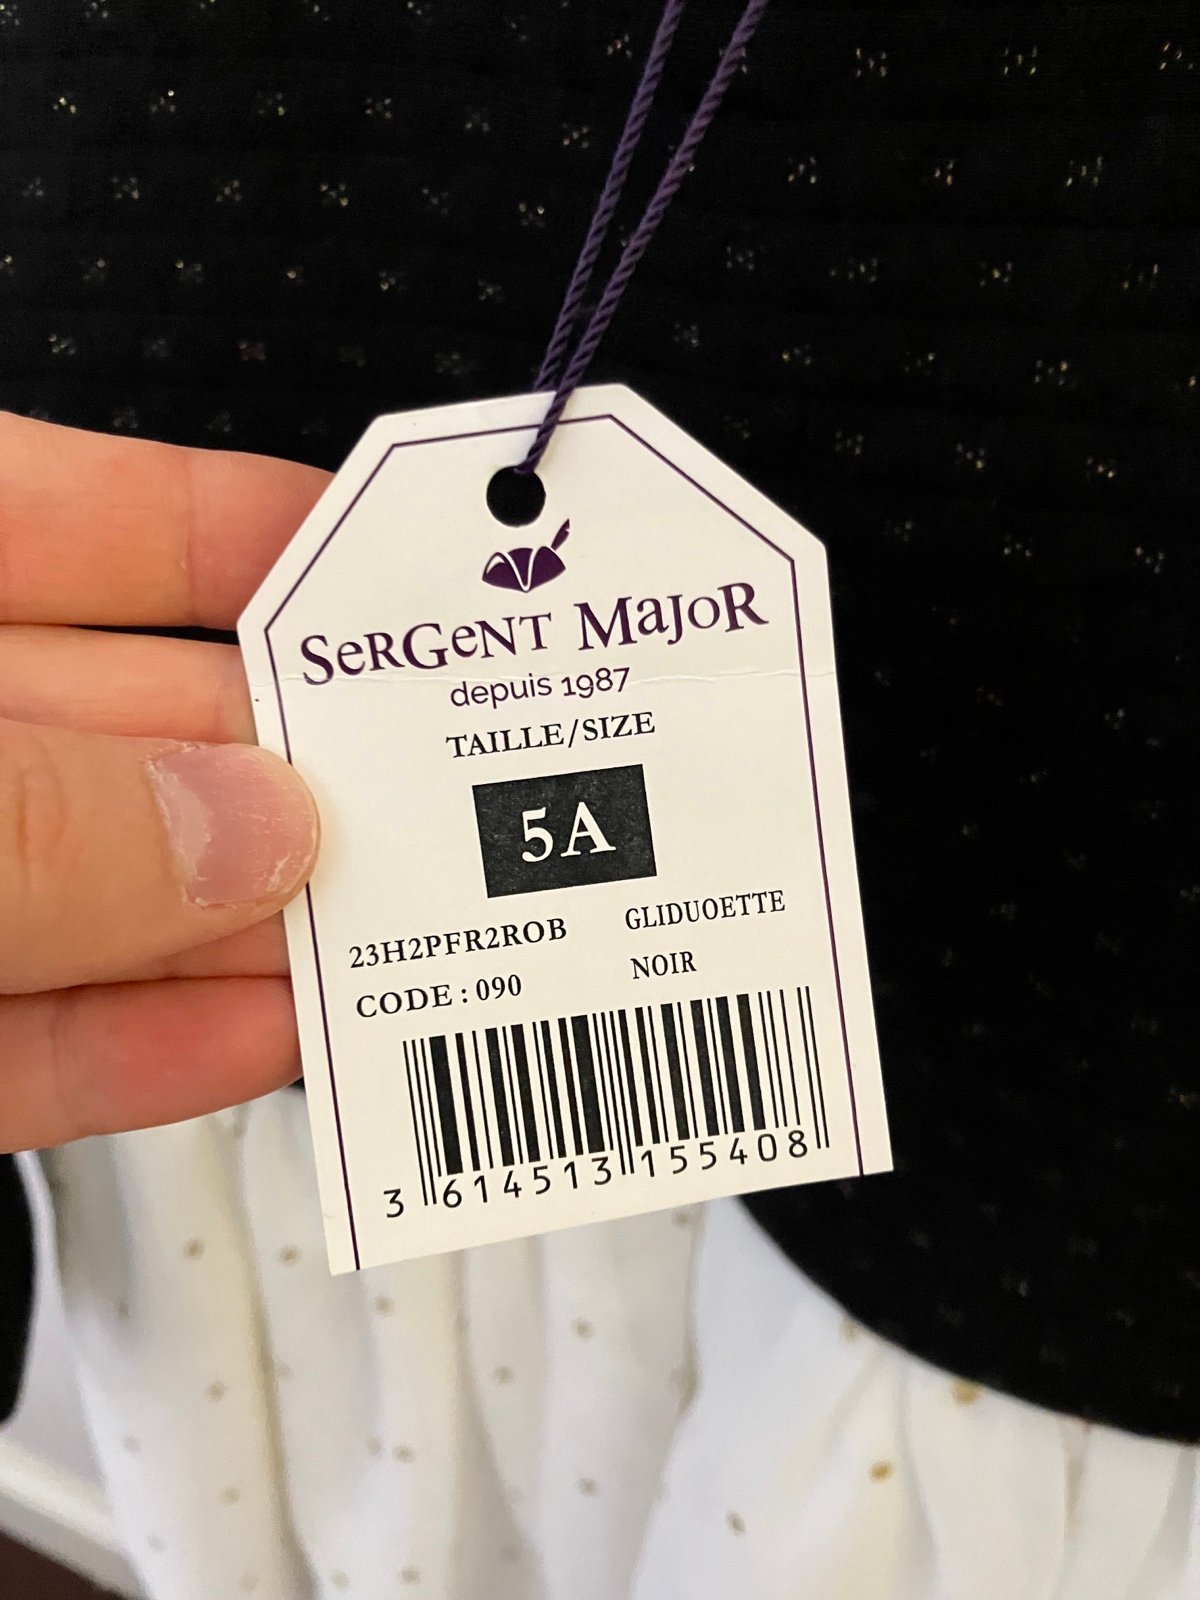 SeRGeNT MaJoR
depuis 1987
TAILLE/SIZE
5A
23H2PFR2ROB GLIDUOETTE
CODE : 090 NOIR
3 614513 155408